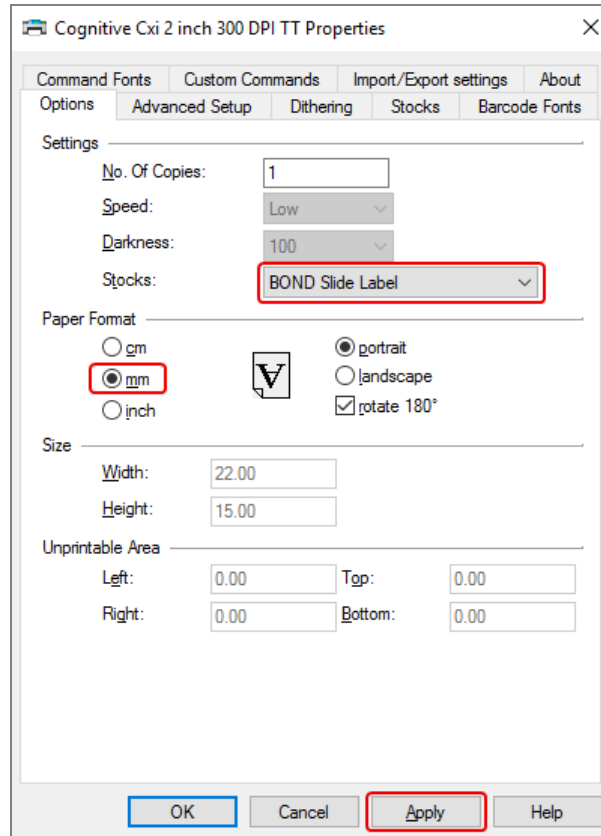 Cognitive Cxi 2 inch 300 DPI TT Properties
Command Fonts Custom Commands Import/Export settings About
Options Advanced Setup Dithering Stocks Barcode Fonts
Settings
No. Of Copies: 1
Speed: Low
Darkness: 100
Stocks: BOND Slide Label
Paper Format
cm portrait
mm A landscape
inch rotate 180°
Size
Width: 22.00
Height: 15.00
Unprintable Area
Left: 0.00 Top: 0.00
Right: 0.00 Bottom: 0.00
OK Cancel Apply Help